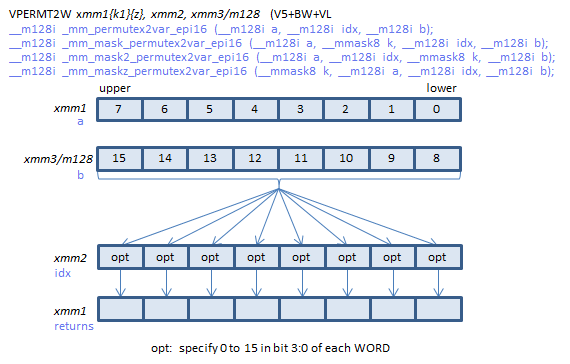 VPERMT2W xmm1{k1}{z}, xmm2, xmm3/m128 (V5+BW+VL
__m128i _mm_permutex2var_epi16 (__m128i a, __m128i idx, __m128i b);
__m128i _mm_mask_permutex2var_epi16 (__m128i a, __mmask8 k, __m128i idx, __m128i b);
__m128i _mm_mask2_permutex2var_epi16 (__m128i a, __m128i idx, __mmask8 k, __m128i b);
__m128i _mm_maskz_permutex2var_epi16 (__mmask8 k, __m128i a, __m128i idx, __m128i b);
upper lower
xmm1 7 6 5 4 3 2 1 0
a
xmm3/m128 15 14 13 12 11 10 9 8
b
xmm2 opt opt opt opt opt opt opt opt
idx
xmm1
returns
opt: specify 0 to 15 in bit 3:0 of each WORD